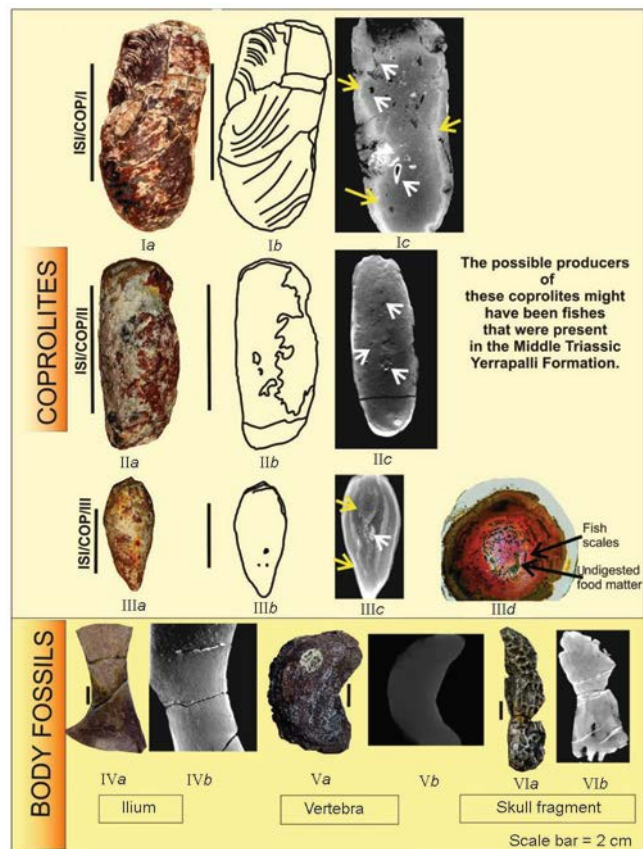 COPROLITES
ISI/COP/I
Ia
Ib
Ic
ISI/COP/II
IIa
IIb
IIc
The possible producers
of
these coprolites might
have been fishes
that were present
in the Middle Triassic
Yerrapalli Formation.
ISI/COP/III
IIIa
IIIb
IIIc
Fish
scales
Undigested
food matter
IIId
BODY FOSSILS
IVa
IVb
Va
Vb
VIa
VIb
Ilium
Vertebra
Skull fragment
Scale bar = 2 cm